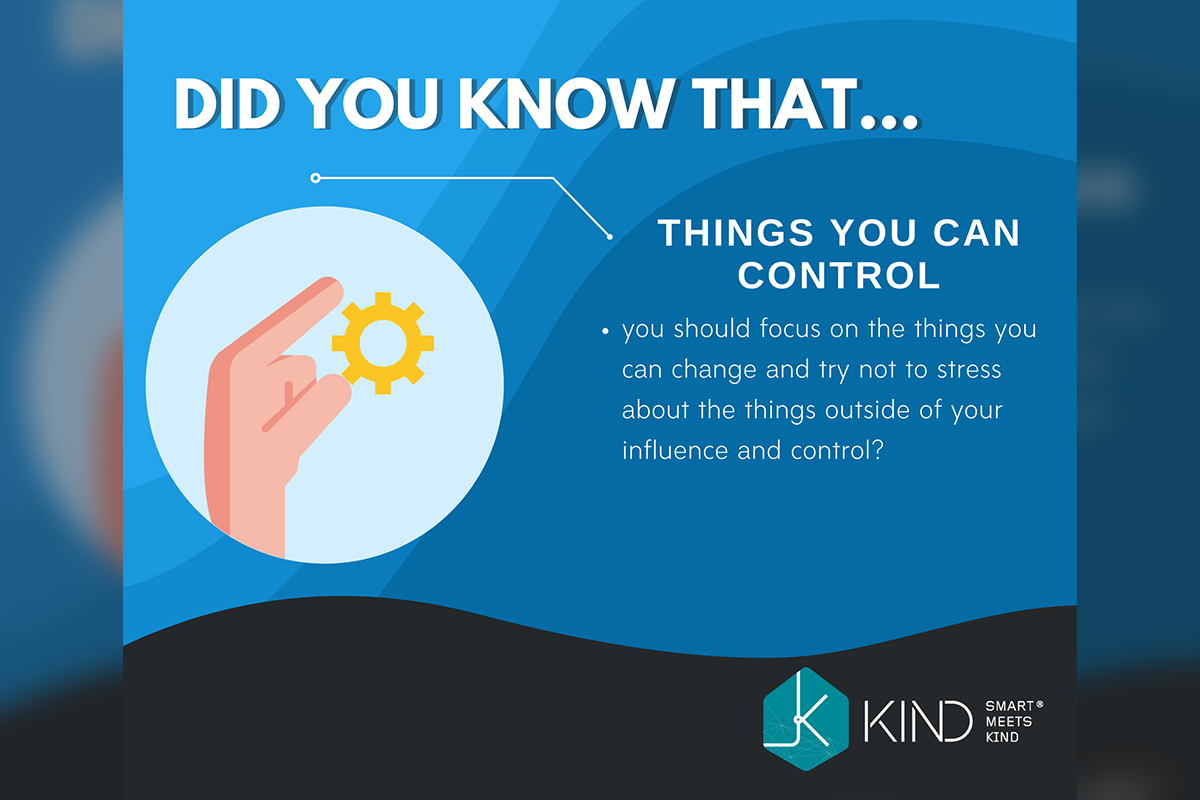 DID YOU KNOW THAT...
THINGS YOU CAN
CONTROL
• you should focus on the things you
can change and try not to stress
about the things outside of your
influence and control?
KIND
SMART®
MEETS
KIND